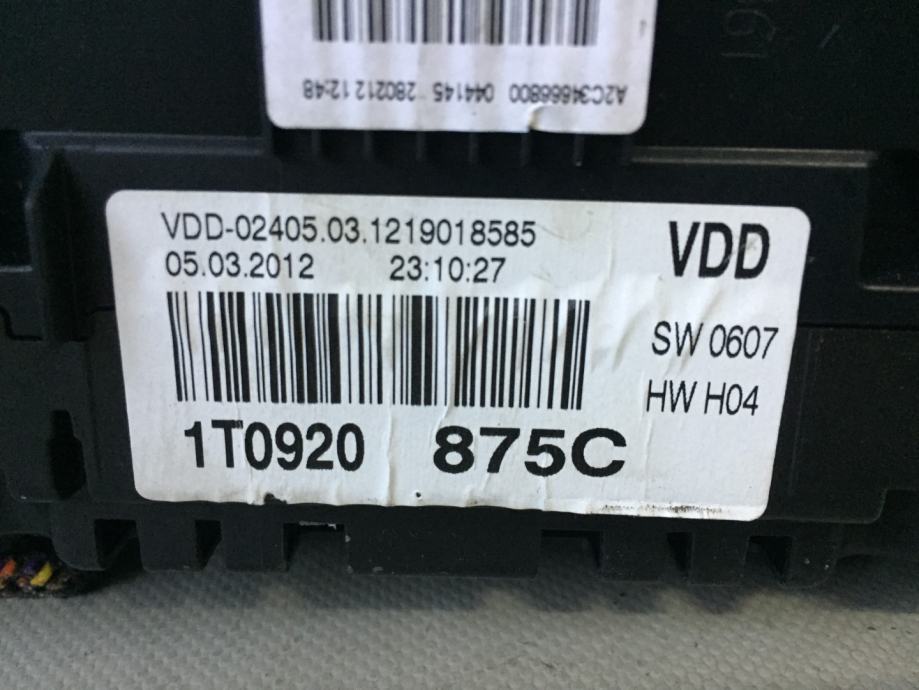 A2C34666800 044145 280212 12:48
VDD-02405.03.1219018585
05.03.2012 23:10:27
VDD
SW 0607
HW H04
1T0920 875C